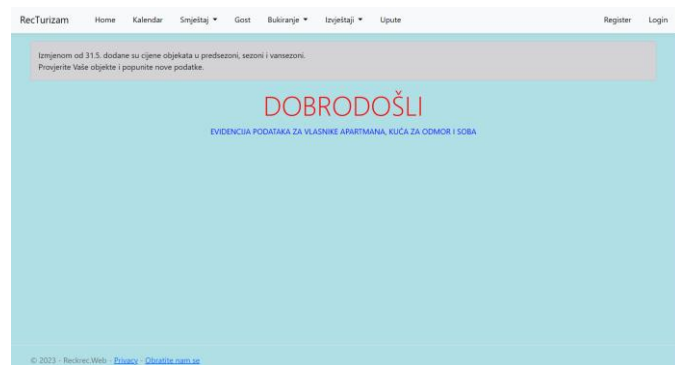 RecTurizam Home Kalendar Smještaj Gost Bukiranje Izvještaji Upute Register Login
Izmjenom od 31.5. dodane su cijene objekata u predsezoni, sezoni i vansezoni.
Provjerite Vaše objekte i popunite nove podatke.
DOBRODOŠLI
EVIDENCIJA PODATAKA ZA VLASNIKE APARTMANA, KUĆA ZA ODMOR I SOBA
© 2023 - Reckrec.Web - Privacy - Obratite nam se